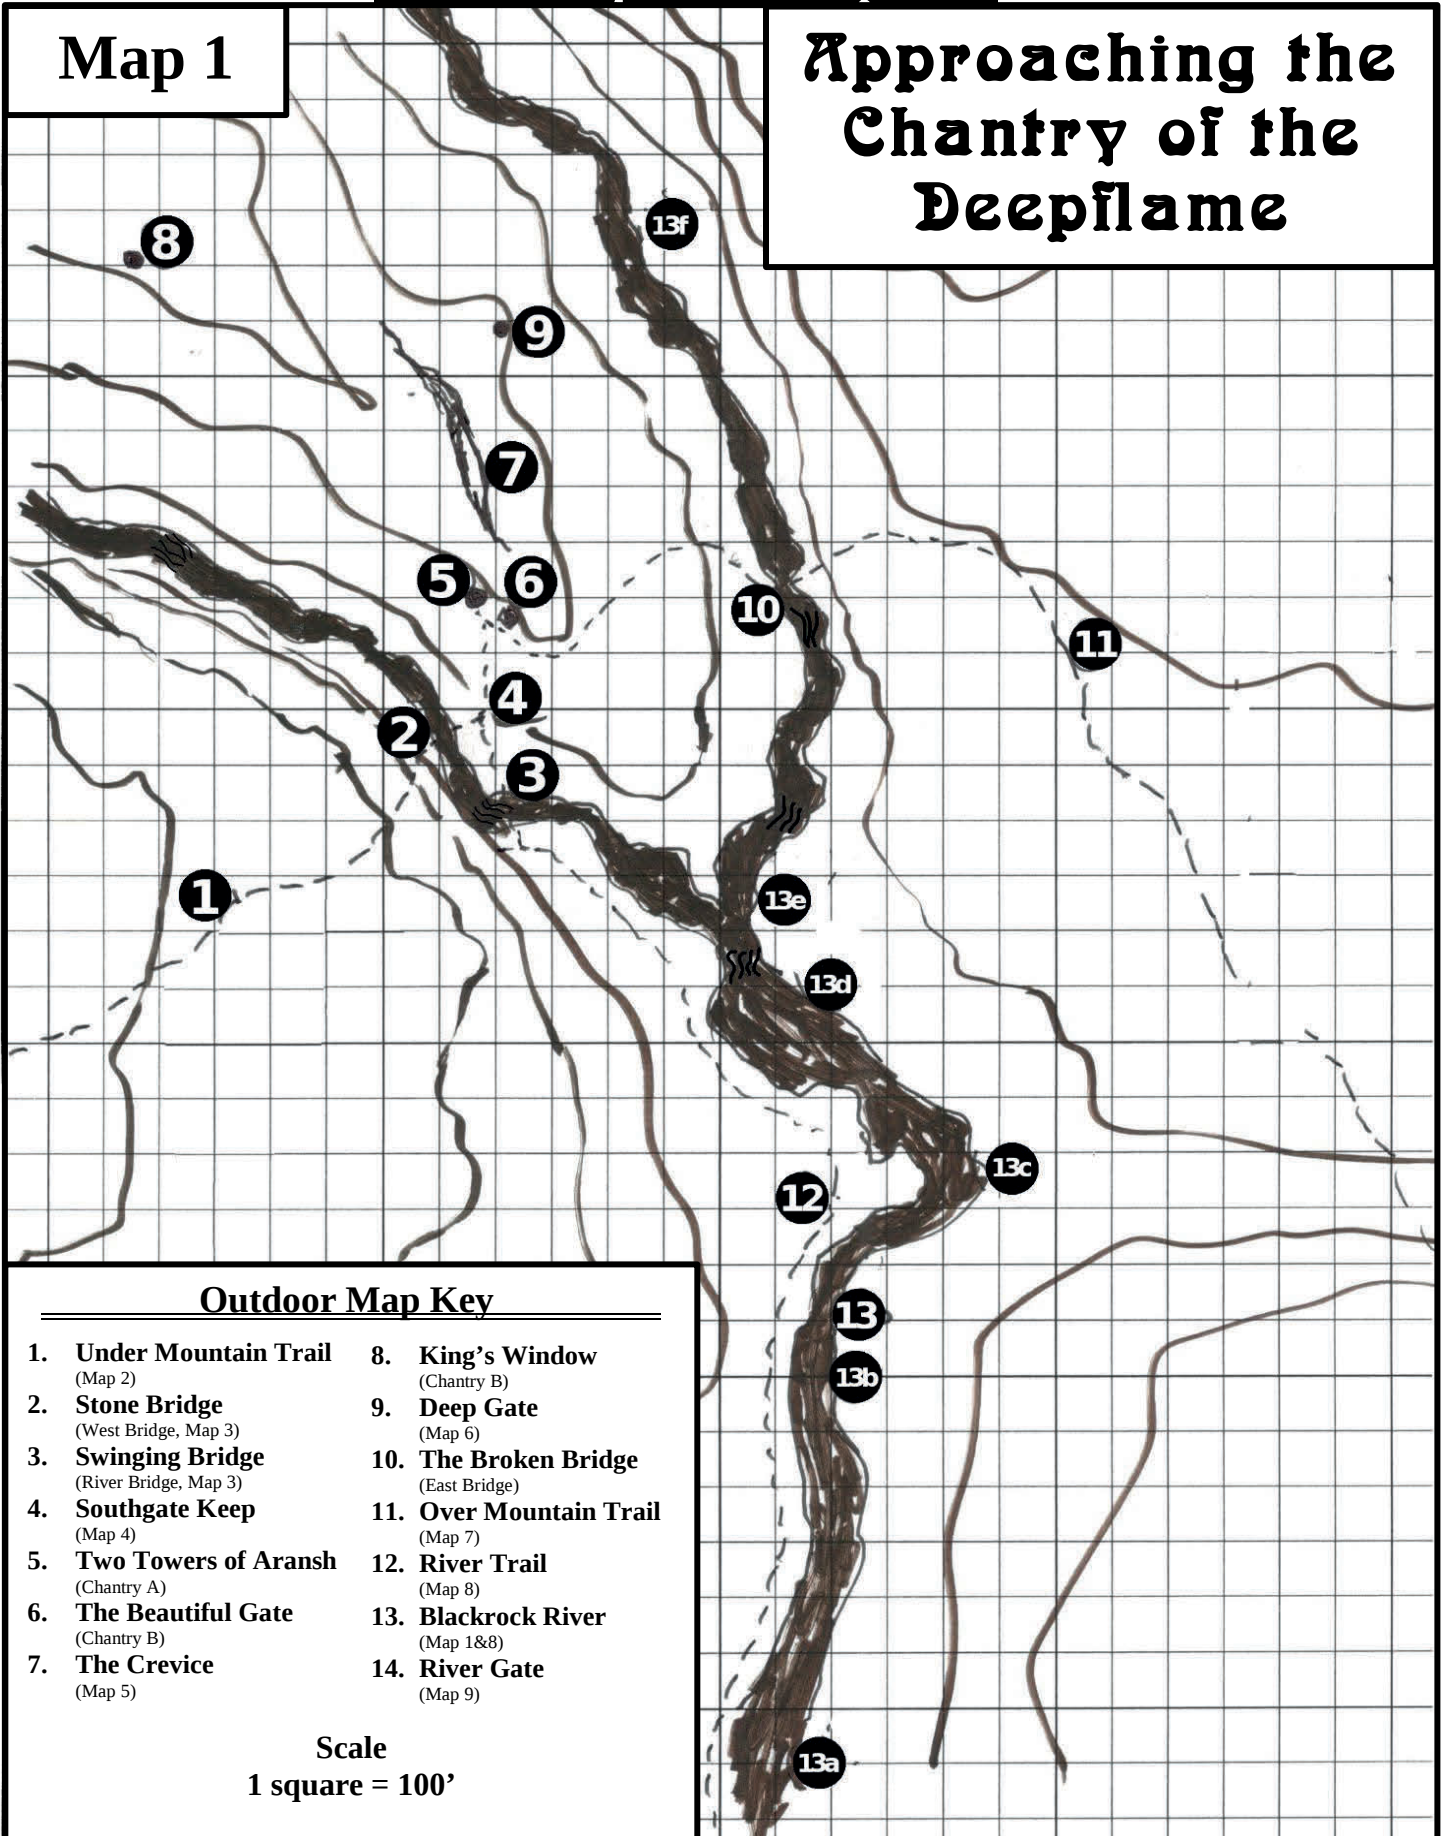 Map 1
Approaching the
Chantry of the
Deepflame
13f
8
9
7
5
6
10
11
4
2
3
1
13e
13d
13c
12
13
13b
13a
Outdoor Map Key
1. Under Mountain Trail
(Map 2)
2. Stone Bridge
(West Bridge, Map 3)
3. Swinging Bridge
(River Bridge, Map 3)
4. Southgate Keep
(Map 4)
5. Two Towers of Aransh
(Chantry A)
6. The Beautiful Gate
(Chantry B)
7. The Crevice
(Map 5)
8. King’s Window
(Chantry B)
9. Deep Gate
(Map 6)
10. The Broken Bridge
(East Bridge)
11. Over Mountain Trail
(Map 7)
12. River Trail
(Map 8)
13. Blackrock River
(Map 1&8)
14. River Gate
(Map 9)
Scale
1 square = 100’